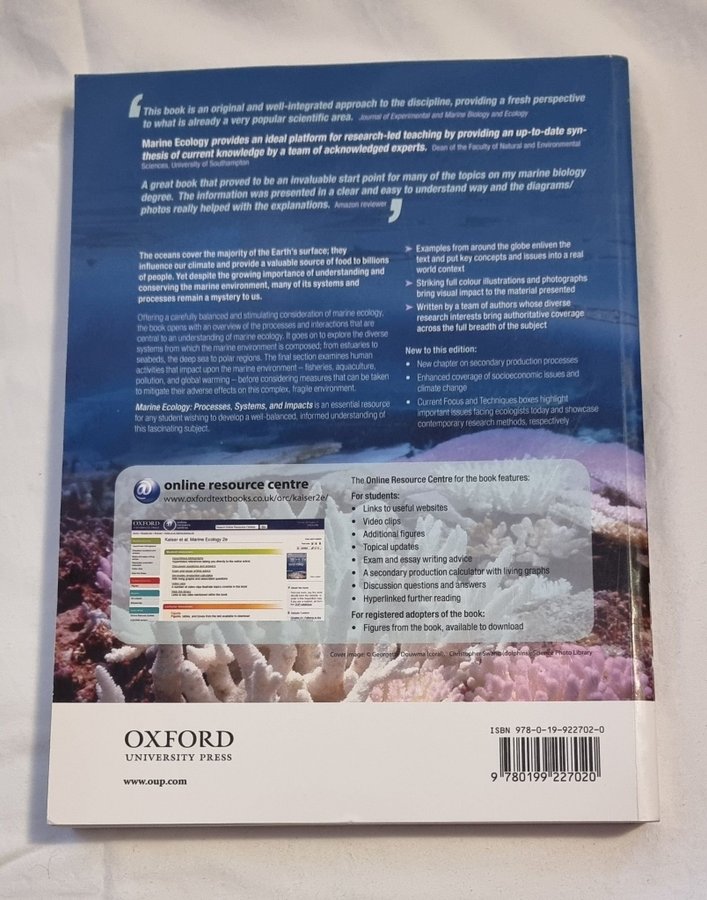 ‘ This book is an original and well-integrated approach to the discipline, providing a fresh perspective
to what is already a very popular scientific area. Journal of Experimental and Marine Biology and Ecology
Marine Ecology provides an ideal platform for research-led teaching by providing an up-to-date syn-
thesis of current knowledge by a team of acknowledged experts. Dean of the Faculty of Natural and Environmental
Sciences, University of Southampton
A great book that proved to be an invaluable start point for many of the topics on my marine biology
degree. The information was presented in a clear and easy to understand way and the diagrams/
photos really helped with the explanations. Amazon reviewer ’
The oceans cover the majority of the Earth's surface; they
influence our climate and provide a valuable source of food to billions
of people. Yet despite the growing importance of understanding and
conserving the marine environment, many of its systems and
processes remain a mystery to us.
Offering a carefully balanced and stimulating consideration of marine ecology,
the book opens with an overview of the processes and interactions that are
central to an understanding of marine ecology. It goes on to explore the diverse
systems from which the marine environment is composed; from estuaries to
seabeds, the deep sea to polar regions. The final section examines human
activities that impact upon the marine environment – fisheries, aquaculture,
pollution, and global warming – before considering measures that can be taken
to mitigate their adverse effects on this complex, fragile environment.
Marine Ecology: Processes, Systems, and Impacts is an essential resource
for any student wishing to develop a well-balanced, informed understanding of
this fascinating subject.
➤ Examples from around the globe enliven the
text and put key concepts and issues into a real
world context
➤ Striking full colour illustrations and photographs
bring visual impact to the material presented
➤ Written by a team of authors whose diverse
research interests bring authoritative coverage
across the full breadth of the subject
New to this edition:
• New chapter on secondary production processes
• Enhanced coverage of socioeconomic issues and
climate change
• Current Focus and Techniques boxes highlight
important issues facing ecologists today and showcase
contemporary research methods, respectively
@ online resource centre
www.oxfordtextbooks.co.uk/orc/kaiser2e/
OXFORD
Kaiser et al: Marine Ecology 2e
The Online Resource Centre for the book features:
For students:
• Links to useful websites
• Video clips
• Additional figures
• Topical updates
• Exam and essay writing advice
• A secondary production calculator with living graphs
• Discussion questions and answers
• Hyperlinked further reading
For registered adopters of the book:
• Figures from the book, available to download
Cover image: © Georgette Douwma (coral), Christopher Swann (dolphins)/Science Photo Library
OXFORD
UNIVERSITY PRESS
www.oup.com
ISBN 978-0-19-922702-0
9 780199 227020